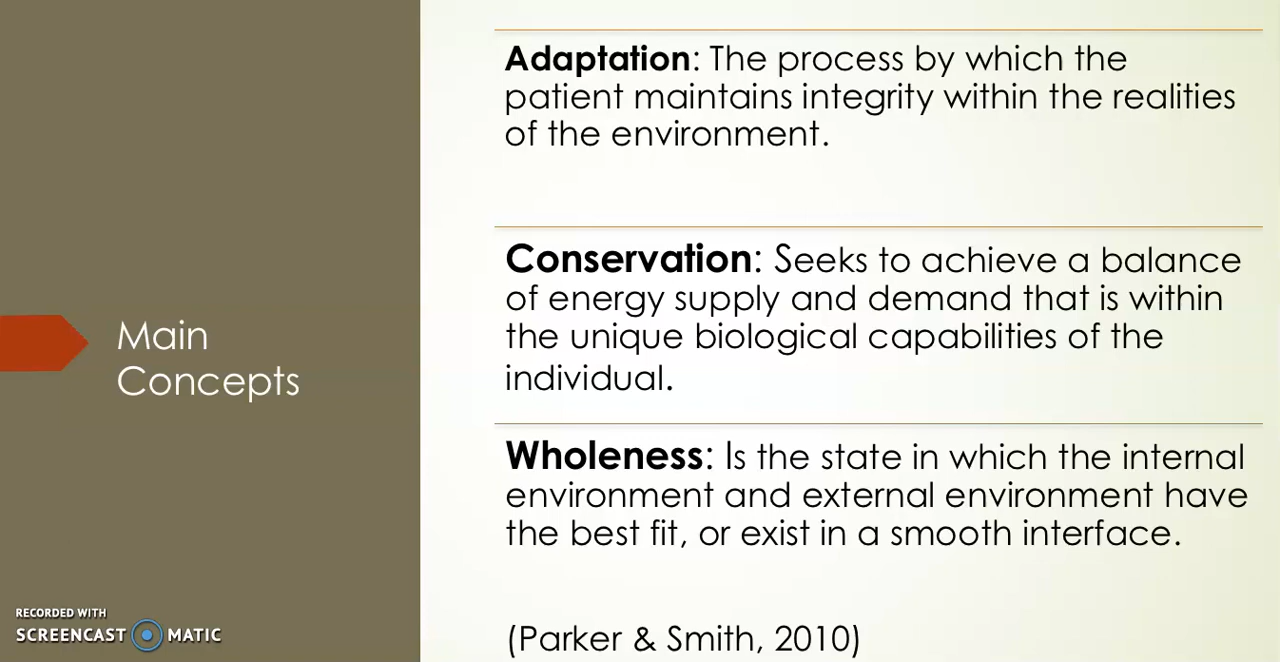 Main
Concepts
Adaptation: The process by which the
patient maintains integrity within the realities
of the environment.
Conservation: Seeks to achieve a balance
of energy supply and demand that is within
the unique biological capabilities of the
individual.
Wholeness: Is the state in which the internal
environment and external environment have
the best fit, or exist in a smooth interface.
(Parker & Smith, 2010)
RECORDED WITH
SCREENCAST MATIC